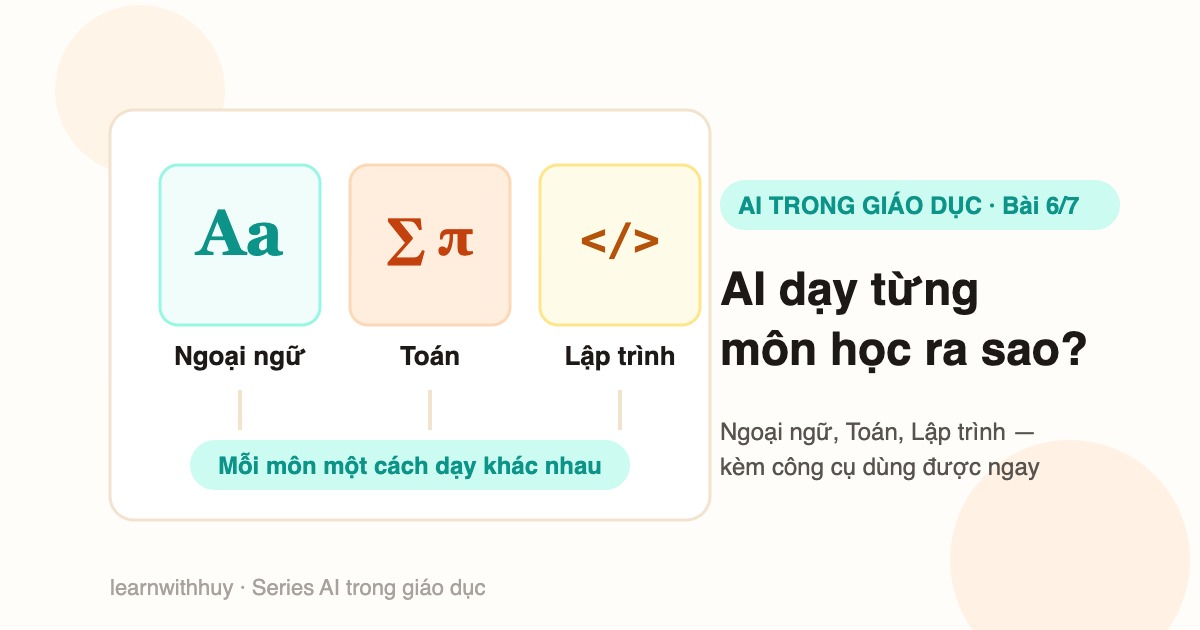 Aa
∑ π
</>
Ngoại ngữ
Toán
Lập trình
Mỗi môn một cách dạy khác nhau
AI TRONG GIÁO DỤC · Bài 6/7
AI dạy từng
môn học ra sao?
Ngoại ngữ, Toán, Lập trình —
kèm công cụ dùng được ngay
learnwithhuy · Series AI trong giáo dục